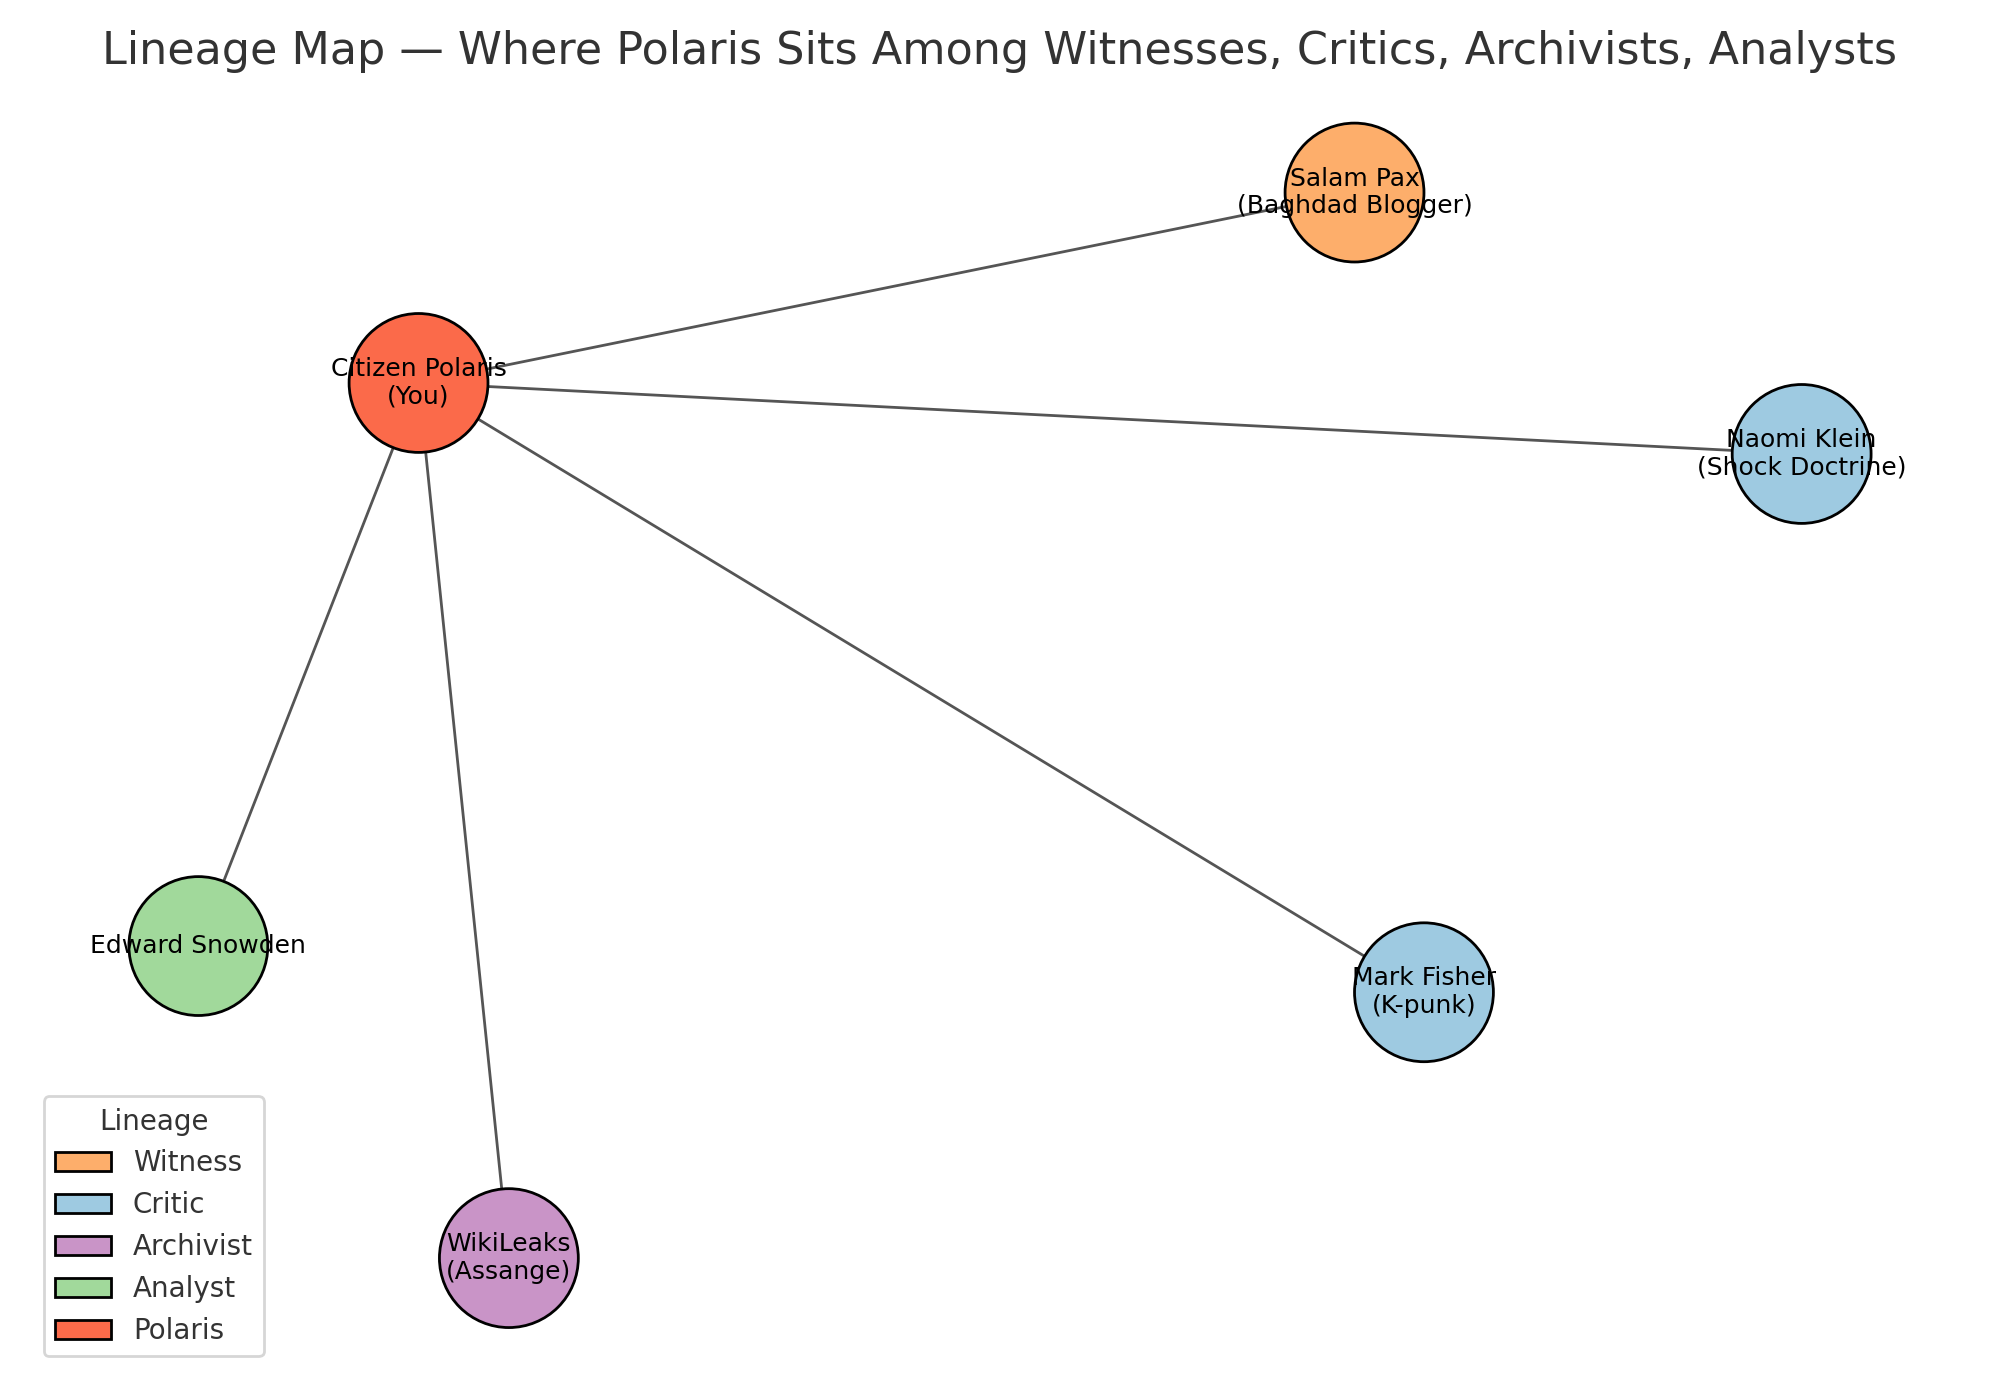 Lineage Map — Where Polaris Sits Among Witnesses, Critics, Archivists, Analysts
Salam Pax
(Baghdad Blogger)
Citizen Polaris
(You)
Naomi Klein
(Shock Doctrine)
Edward Snowden
Mark Fisher
(K-punk)
WikiLeaks
(Assange)
Lineage
Witness
Critic
Archivist
Analyst
Polaris